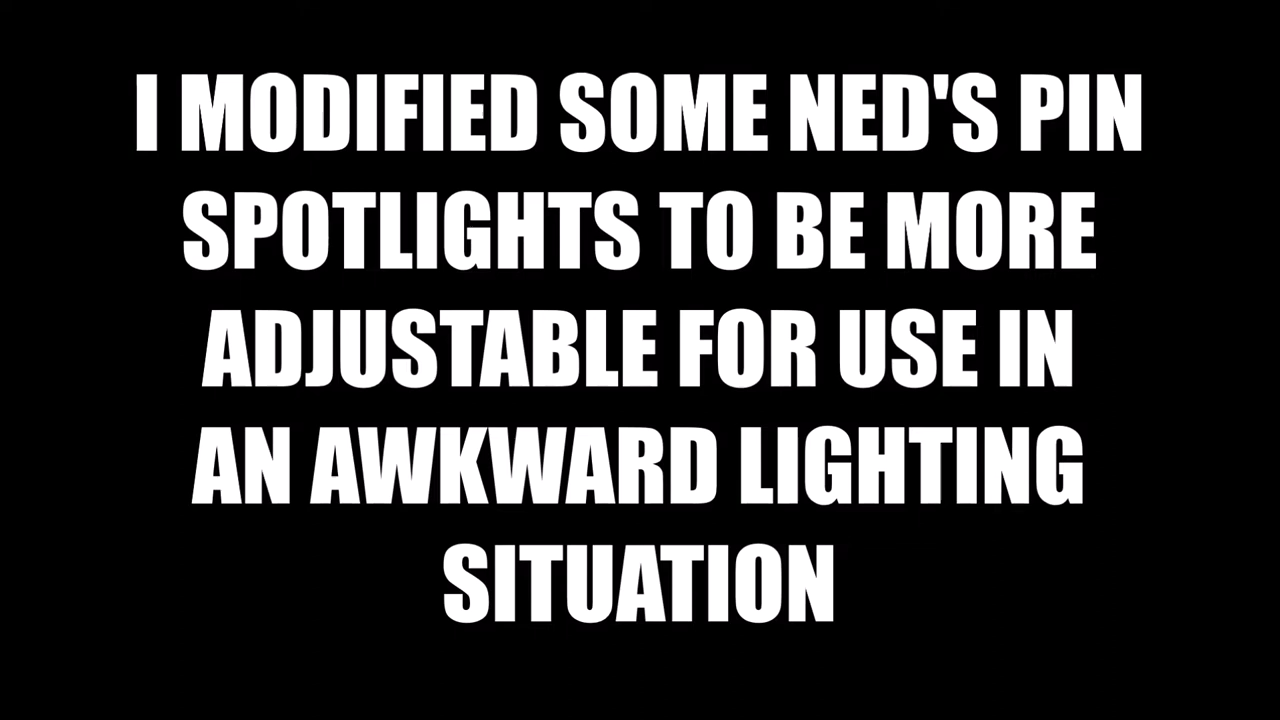 I MODIFIED SOME NED'S PIN
SPOTLIGHTS TO BE MORE
ADJUSTABLE FOR USE IN
AN AWKWARD LIGHTING
SITUATION